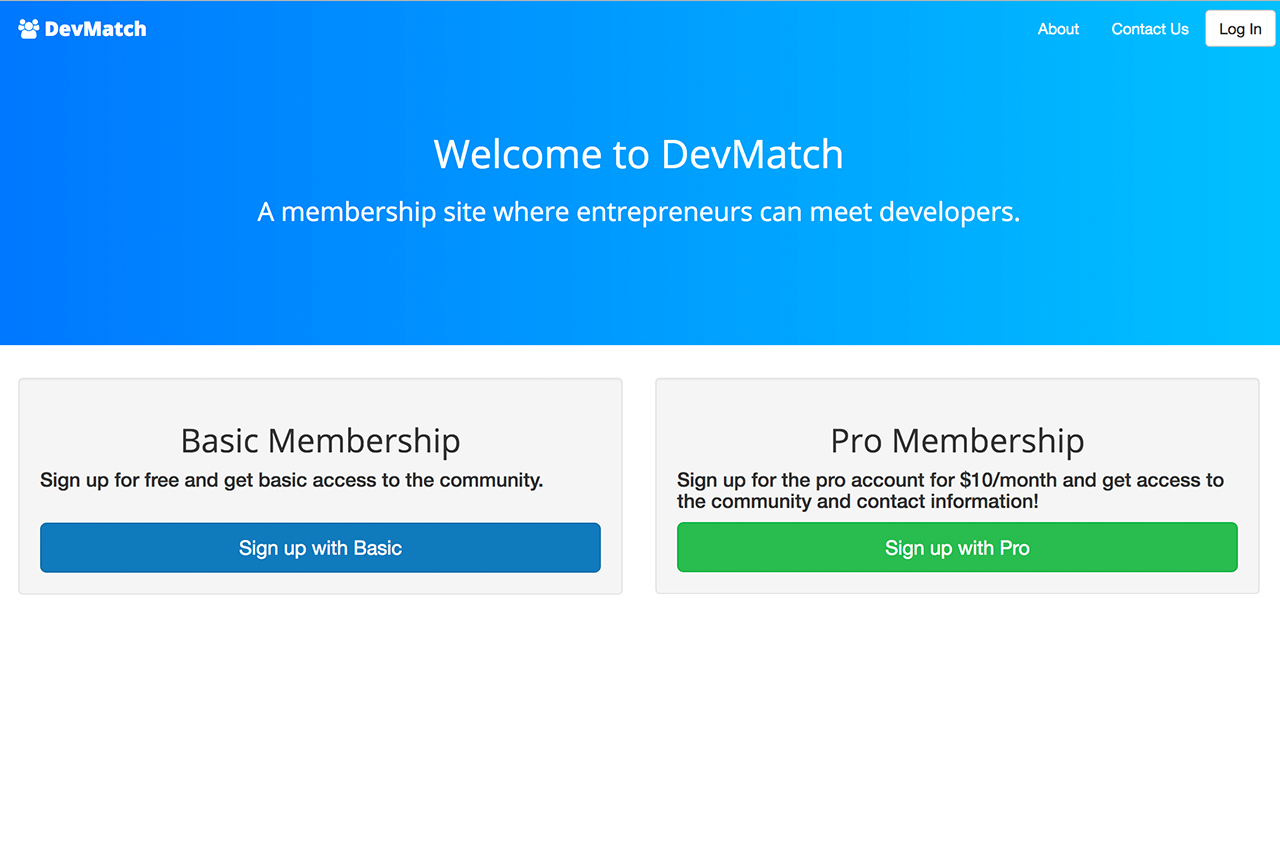 DevMatch
About
Contact Us
Log In
Welcome to DevMatch
A membership site where entrepreneurs can meet developers.
Basic Membership
Sign up for free and get basic access to the community.
Sign up with Basic
Pro Membership
Sign up for the pro account for $10/month and get access to
the community and contact information!
Sign up with Pro